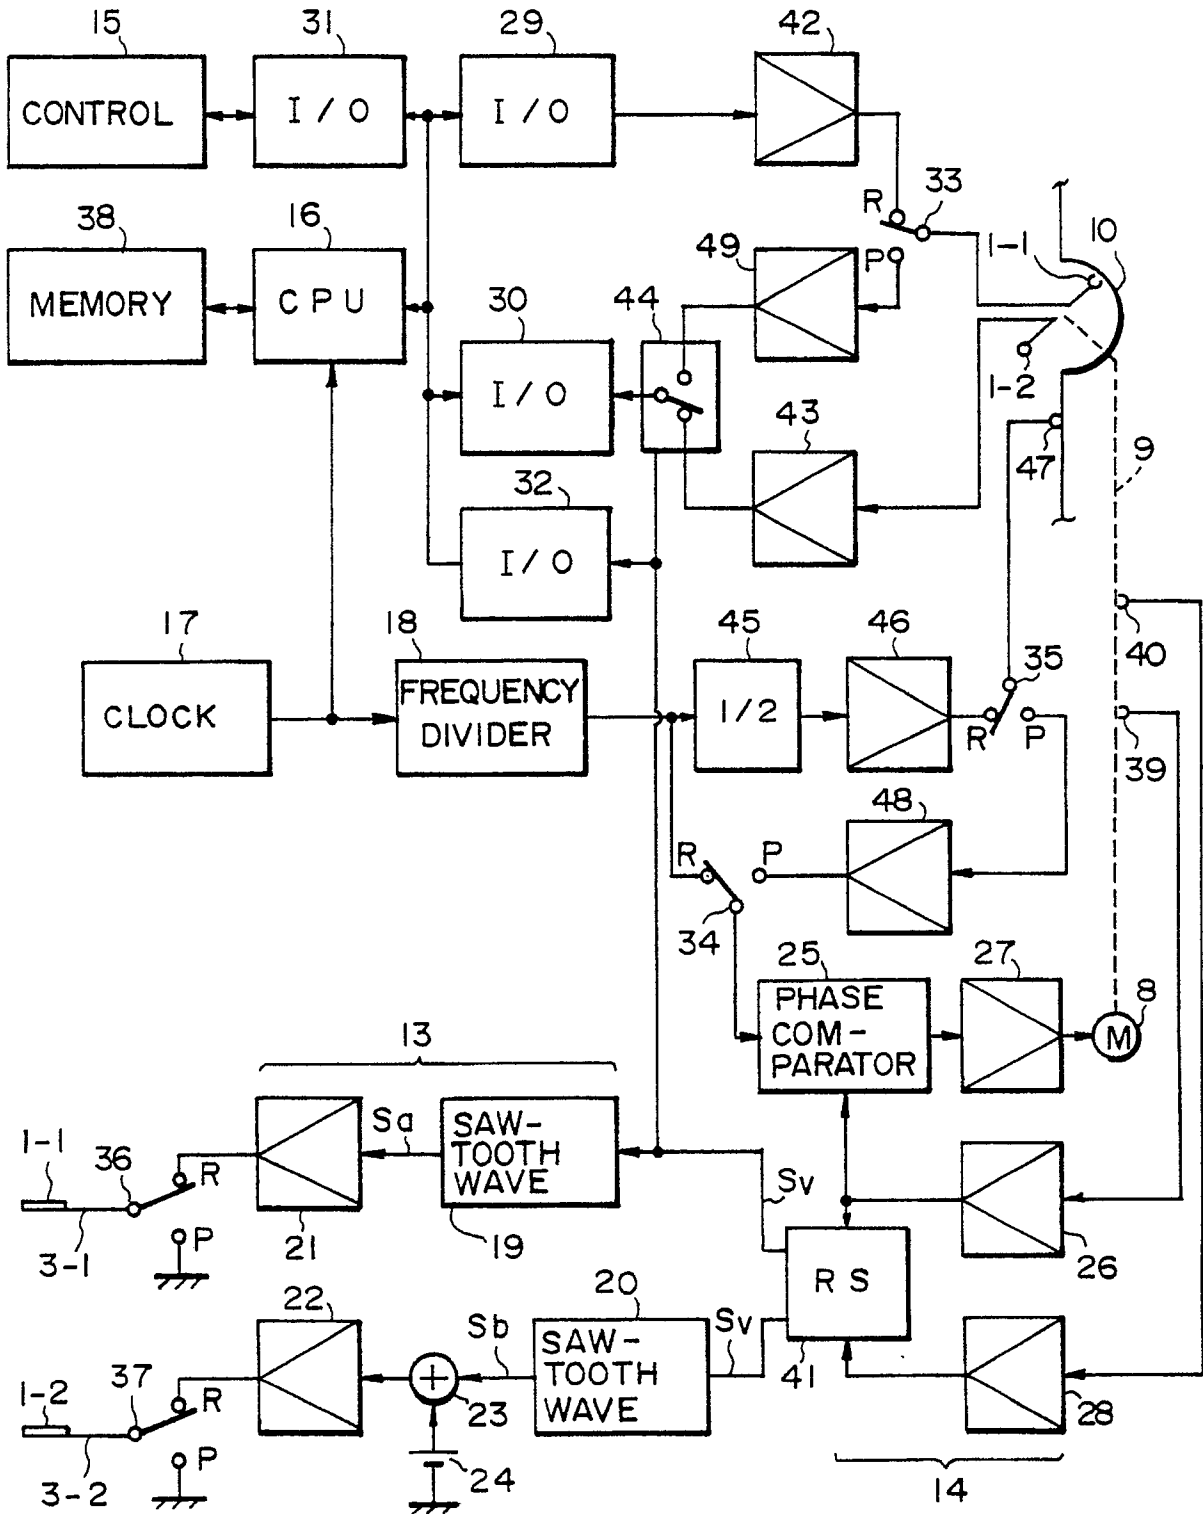 15
31
29
42
CONTROL
I/O
I/O
R
33
38
16
49
P
1-1
10
MEMORY
CPU
30
44
I/O
1-2
43
47
9
32
I/O
17
18
45
46
40
35
CLOCK
FREQUENCY
DIVIDER
1/2
R
P
39
48
R
P
34
25
27
8
PHASE
COM-
PARATOR
M
13
Sa
SAW-
TOOTH
WAVE
1-1
36
R
Sv
P
3-1
21
19
26
RS
22
20
Sb
SAW-
TOOTH
WAVE
Sv
41
1-2
37
R
23
28
P
24
3-2
14